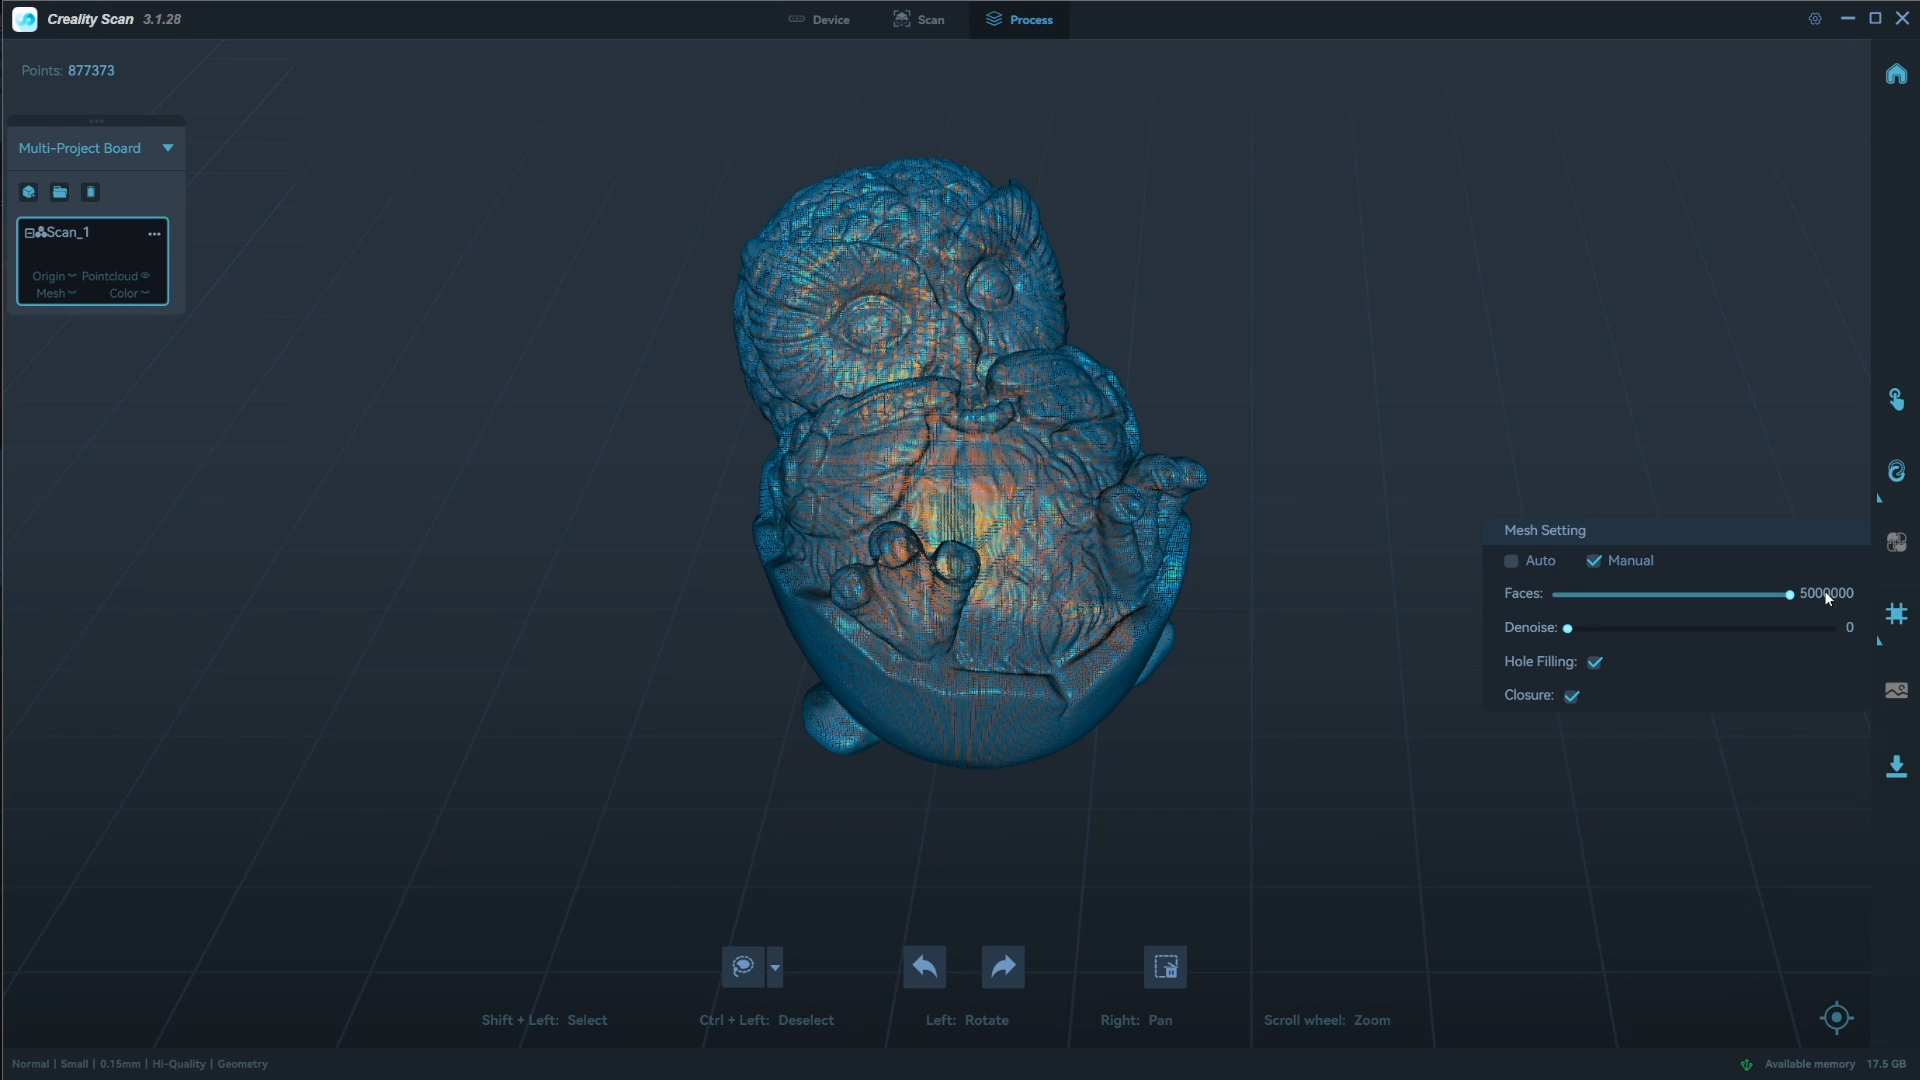 Creality Scan 3.1.28
Device
Scan
Process
Points: 877373
Multi-Project Board
Scan_1
Origin Pointcloud
Mesh Color
Mesh Setting
Auto Manual
Faces: 5000000
Denoise: 0
Hole Filling:
Closure:
Shift + Left: Select
Ctrl + Left: Deselect
Left: Rotate
Right: Pan
Scroll wheel: Zoom
Normal | Small | 0.15mm | Hi-Quality | Geometry
Available memory 17.5 GB